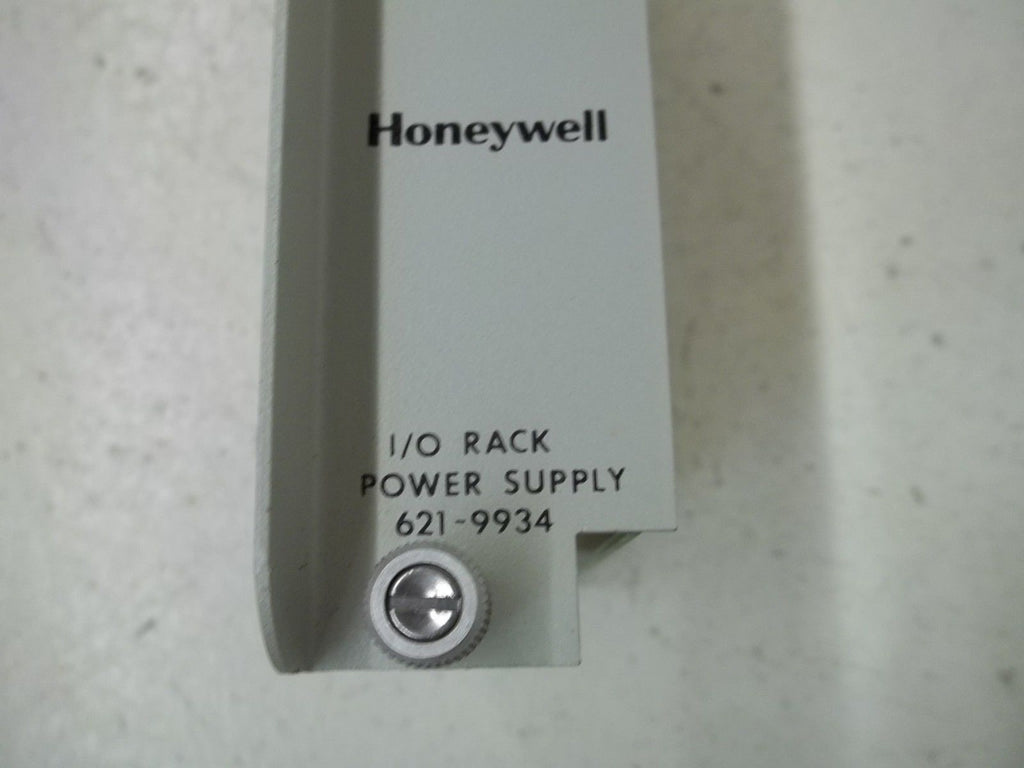 Honeywell
I/O RACK
POWER SUPPLY
621-9934